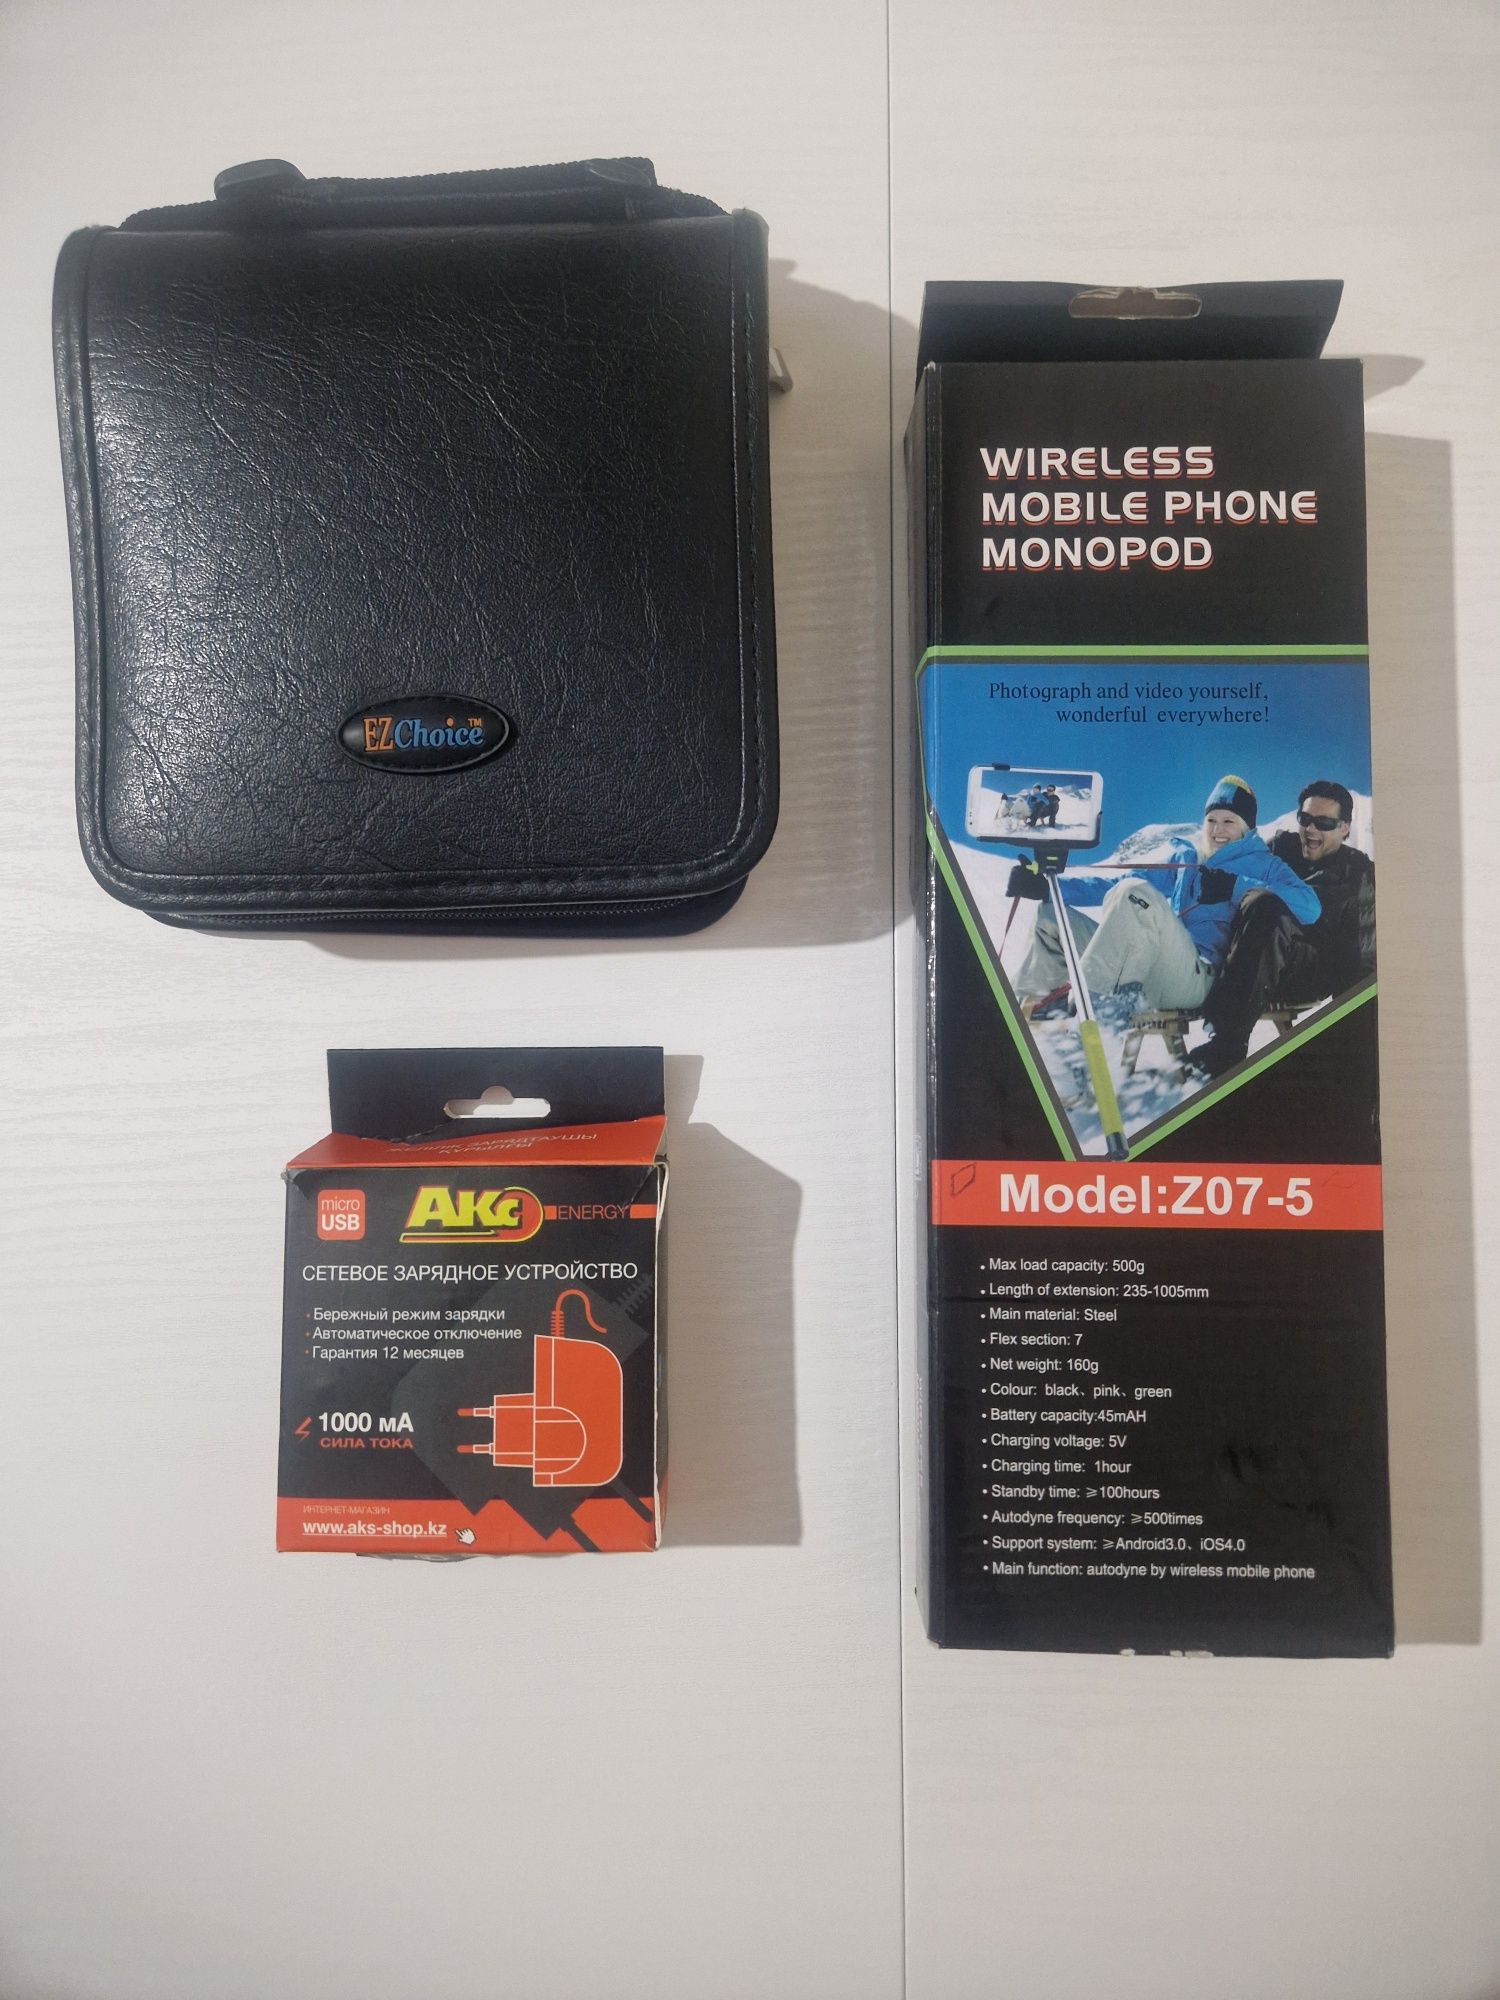 EZChoice™
WIRELESS
MOBILE PHONE
MONOPOD
Photograph and video yourself,
wonderful everywhere!
Model:Z07-5
• Max load capacity: 500g
• Length of extension: 235-1005mm
• Main material: Steel
• Flex section: 7
• Net weight: 160g
• Colour: black、pink、green
• Battery capacity:45mAH
• Charging voltage: 5V
• Charging time: 1hour
• Standby time: ≥100hours
• Autodyne frequency: ≥500times
• Support system: ≥Android3.0、iOS4.0
• Main function: autodyne by wireless mobile phone
ЗАРЯДТАУШЫ
ҚҰРЫЛҒЫ
micro
USB
АКс
ENERGY
СЕТЕВОЕ ЗАРЯДНОЕ УСТРОЙСТВО
• Бережный режим зарядки
• Автоматическое отключение
• Гарантия 12 месяцев
1000 мА
СИЛА ТОКА
ИНТЕРНЕТ-МАГАЗИН
www.aks-shop.kz